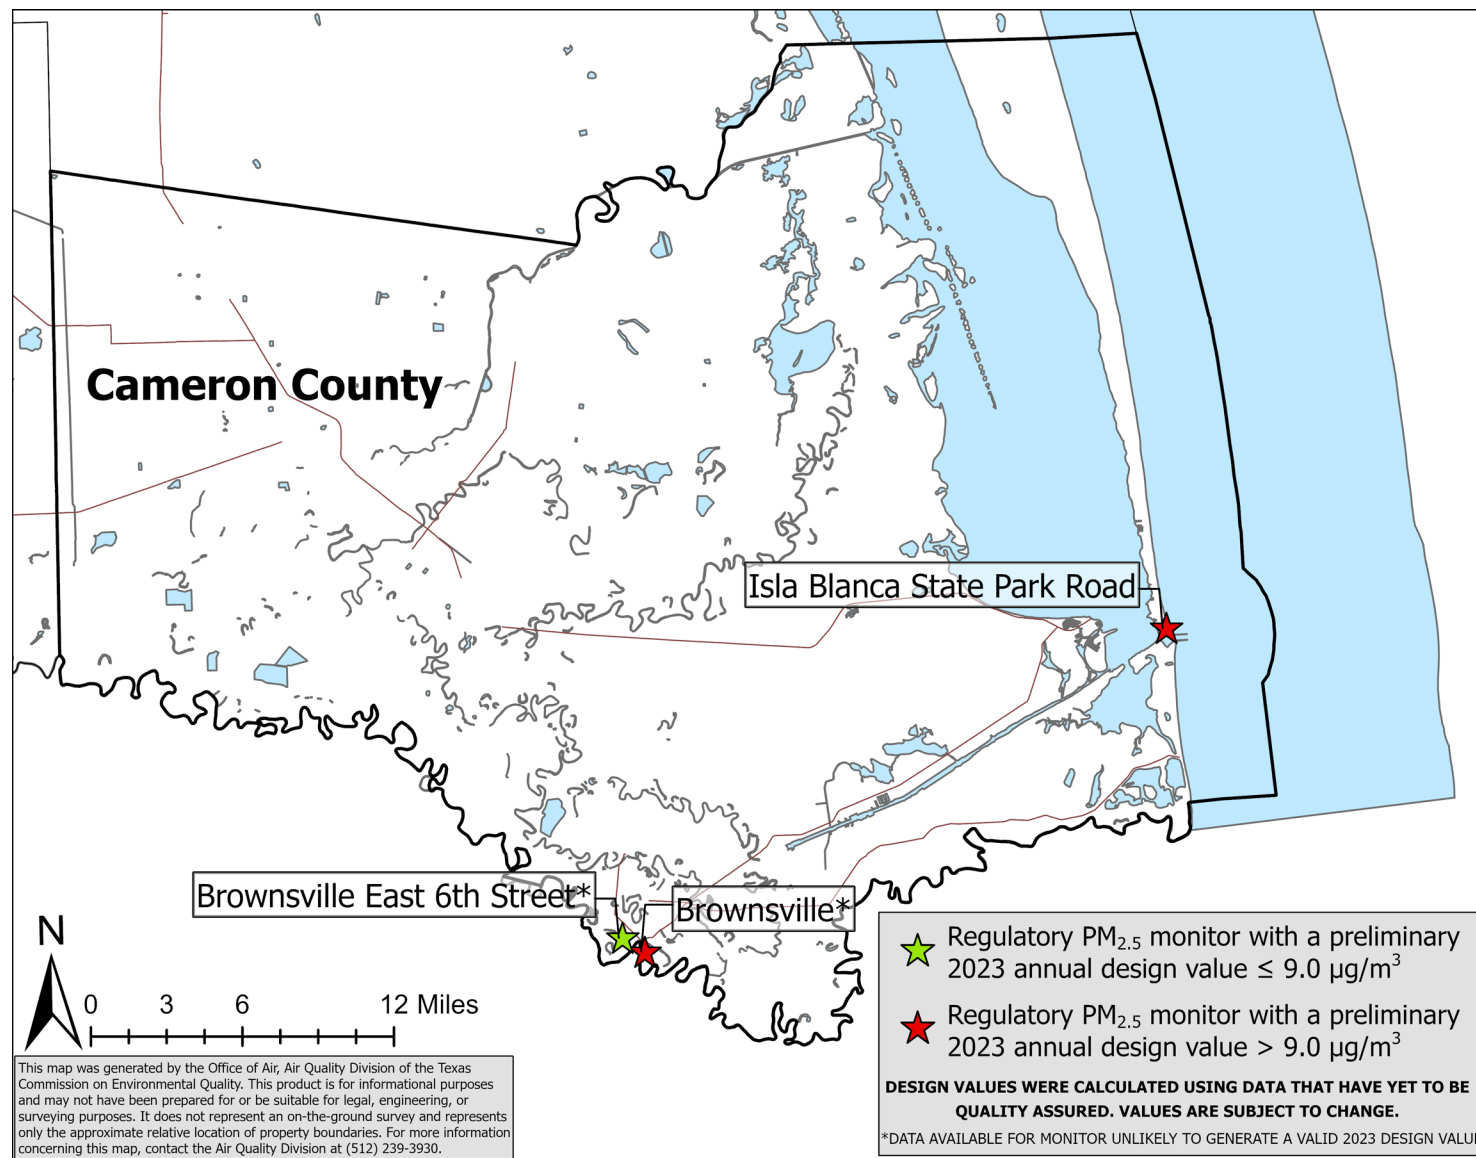 Cameron County
Isla Blanca State Park Road
Brownsville East 6th Street*
Brownsville*
N
0 3 6 12 Miles
This map was generated by the Office of Air, Air Quality Division of the Texas
Commission on Environmental Quality. This product is for informational purposes
and may not have been prepared for or be suitable for legal, engineering, or
surveying purposes. It does not represent an on-the-ground survey and represents
only the approximate relative location of property boundaries. For more information
concerning this map, contact the Air Quality Division at (512) 239-3930.
Regulatory PM2.5 monitor with a preliminary
2023 annual design value ≤ 9.0 µg/m³
Regulatory PM2.5 monitor with a preliminary
2023 annual design value > 9.0 µg/m³
DESIGN VALUES WERE CALCULATED USING DATA THAT HAVE YET TO BE
QUALITY ASSURED. VALUES ARE SUBJECT TO CHANGE.
*DATA AVAILABLE FOR MONITOR UNLIKELY TO GENERATE A VALID 2023 DESIGN VALUE